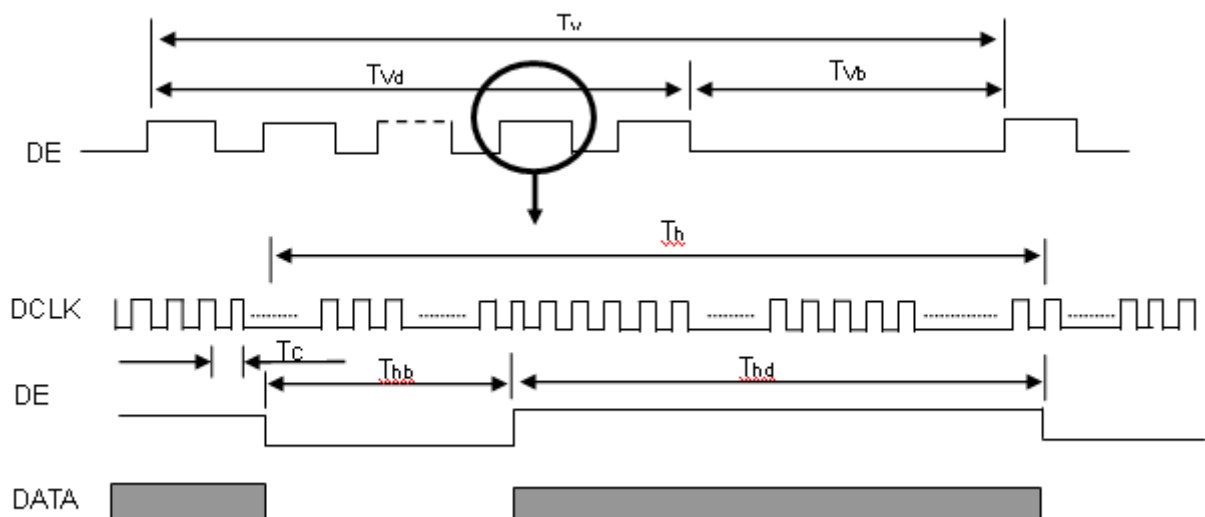 Tv
Tvd
Tvb
DE
Th
DCLK
Tc
Thb
Thd
DE
DATA